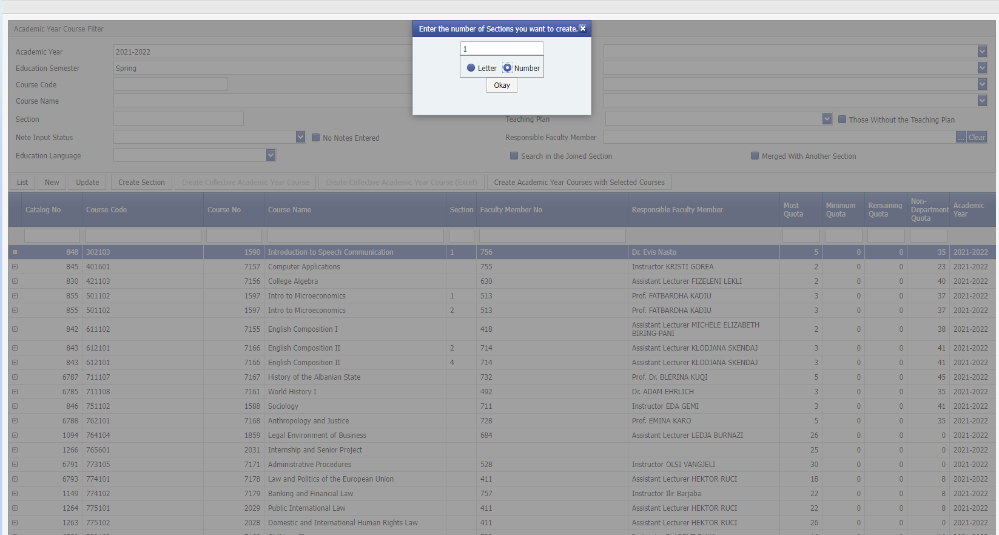 Academic Year Course Filter
Enter the number of Sections you want to create.
1
Letter Number
Okay
Academic Year 2021-2022
Education Semester Spring
Course Code
Course Name
Section Teaching Plan Those Without the Teaching Plan
Note Input Status No Notes Entered Responsible Faculty Member ... Clear
Education Language Search in the Joined Section Merged With Another Section
List New Update Create Section Create Collective Academic Year Course Create Collective Academic Year Course (Excel) Create Academic Year Courses with Selected Courses
Catalog No Course Code Course No Course Name Section Faculty Member No Responsible Faculty Member Most Quota Minimum Quota Remaining Quota Non-Department Quota Academic Year
848 302103 1590 Introduction to Speech Communication 1 756 Dr. Evis Nasto 5 0 0 35 2021-2022
845 401601 7157 Computer Applications 755 Instructor KRISTI GOREA 2 0 0 23 2021-2022
830 421103 7156 College Algebra 630 Assistant Lecturer FIZELENI LEKLI 2 0 0 40 2021-2022
855 501102 1597 Intro to Microeconomics 1 513 Prof. FATBARDHA KADIU 3 0 0 37 2021-2022
855 501102 1597 Intro to Microeconomics 2 513 Prof. FATBARDHA KADIU 3 0 0 37 2021-2022
842 611102 7155 English Composition I 418 Assistant Lecturer MICHELE ELIZABETH BIRING-PANI 2 0 0 38 2021-2022
843 612101 7166 English Composition II 2 714 Assistant Lecturer KLODJANA SKENDAJ 3 0 0 41 2021-2022
843 612101 7166 English Composition II 4 714 Assistant Lecturer KLODJANA SKENDAJ 3 0 0 41 2021-2022
6787 711107 7167 History of the Albanian State 732 Prof. Dr. BLERINA KUQI 5 0 0 45 2021-2022
6785 711108 7161 World History I 492 Dr. ADAM EHRLICH 3 0 0 35 2021-2022
846 751102 1588 Sociology 711 Instructor EDA GEMI 3 0 0 41 2021-2022
6788 762101 7168 Anthropology and Justice 728 Prof. EMINA KARO 5 0 0 35 2021-2022
1094 764104 1859 Legal Environment of Business 684 Assistant Lecturer LEDJA BURNAZI 26 0 0 0 2021-2022
1266 765601 2031 Internship and Senior Project 25 0 0 0 2021-2022
6791 773105 7171 Administrative Procedures 528 Instructor OLSI VANGJELI 30 0 0 0 2021-2022
6793 774101 7178 Law and Politics of the European Union 411 Assistant Lecturer HEKTOR RUCI 18 0 0 8 2021-2022
1149 774102 7179 Banking and Financial Law 757 Instructor Ilir Barjaba 22 0 0 8 2021-2022
1264 775101 2029 Public International Law 411 Assistant Lecturer HEKTOR RUCI 22 0 0 8 2021-2022
1263 775102 2028 Domestic and International Human Rights Law 411 Assistant Lecturer HEKTOR RUCI 26 0 0 0 2021-2022